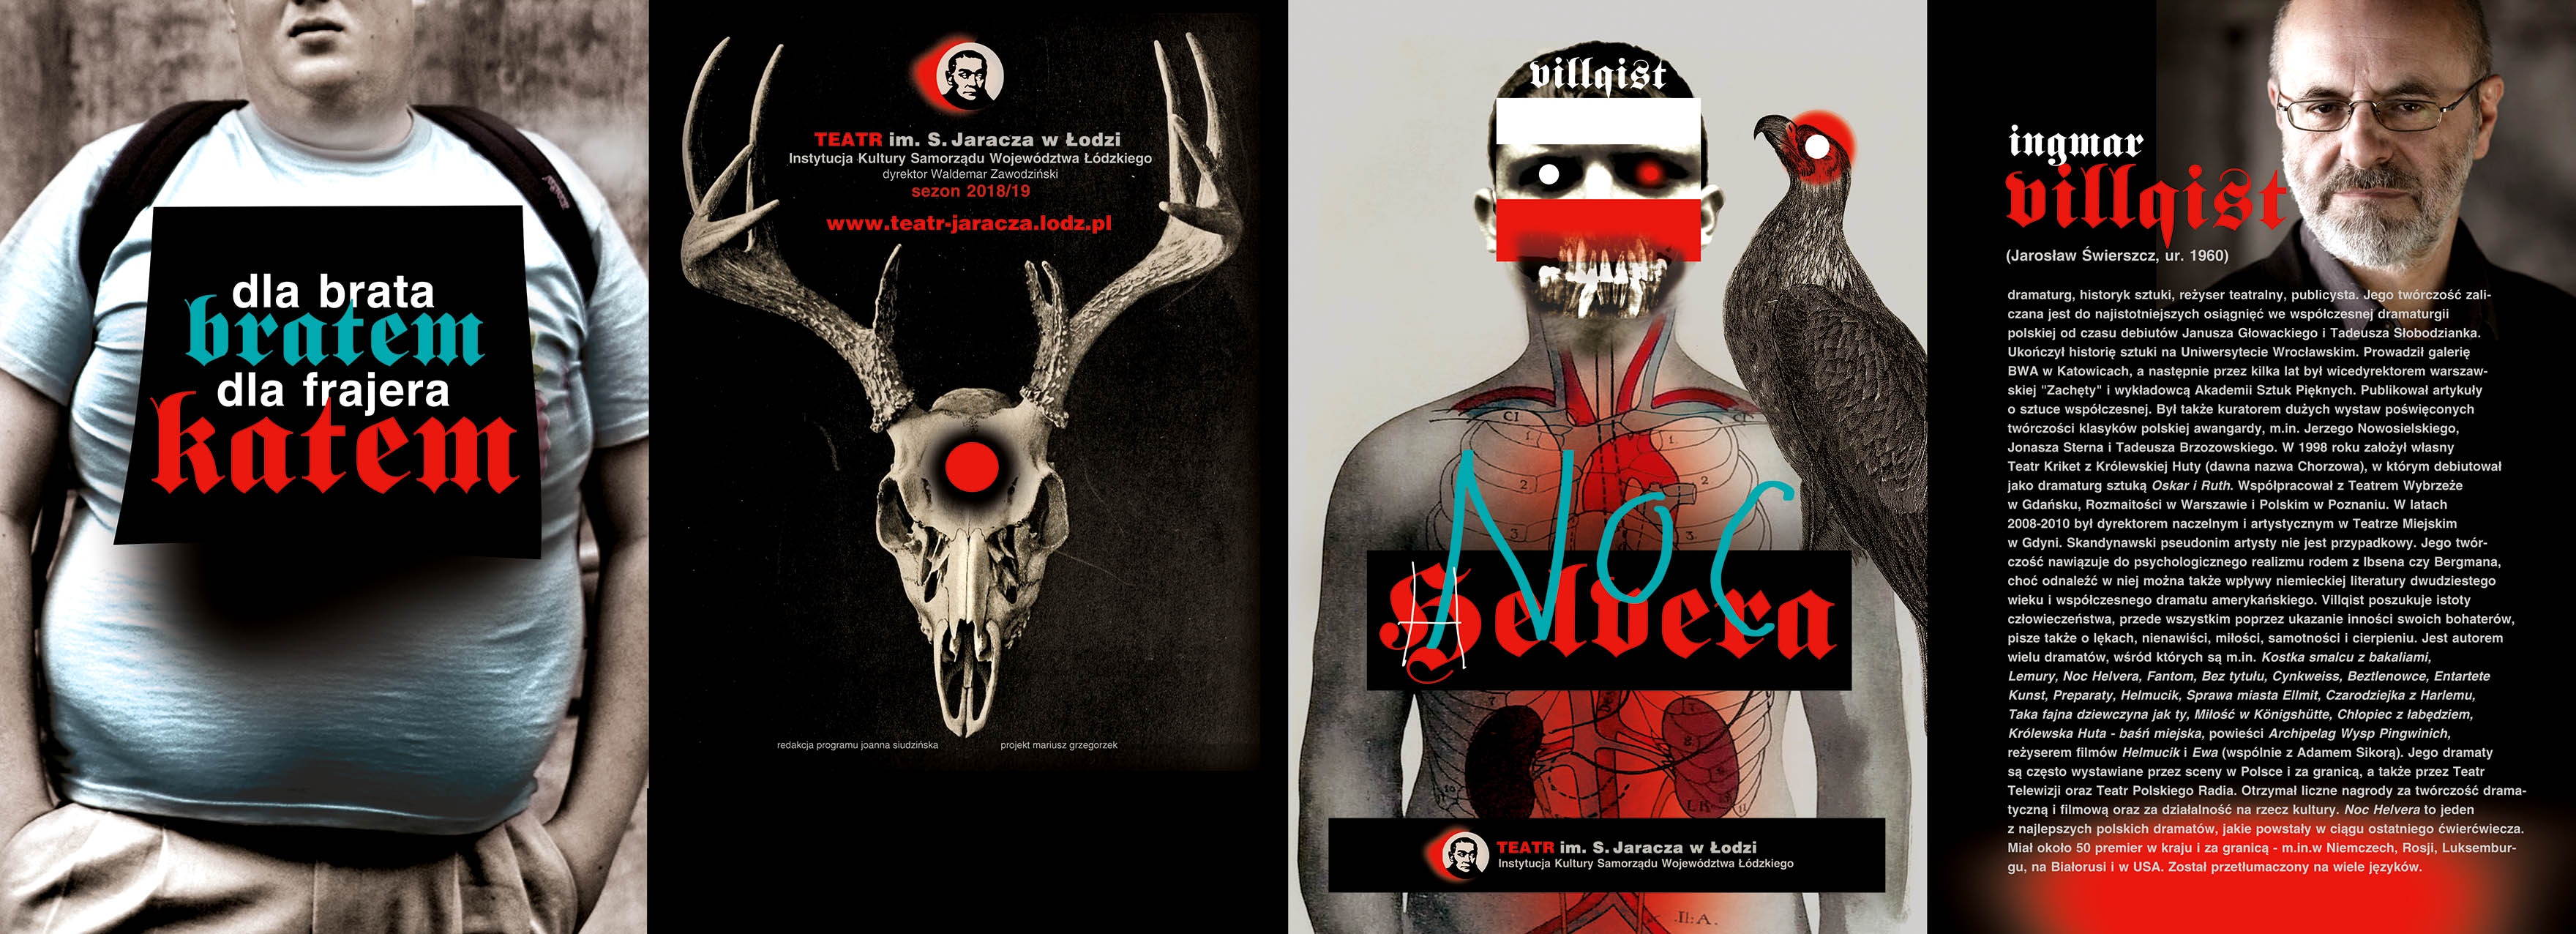 dla brata
bratem
dla frajera
katem
TEATR im. S. Jaracza w Łodzi
Instytucja Kultury Samorządu Województwa Łódzkiego
dyrektor Waldemar Zawodziński
sezon 2018/19
www.teatr-jaracza.lodz.pl
redakcja programu joanna siudzińska
projekt mariusz grzegorzek
villqist
CI
1.
1.
2
2
3
3
Noc
Helvera
7
7
8
10
11
LK
TEATR im. S. Jaracza w Łodzi
Instytucja Kultury Samorządu Województwa Łódzkiego
II:A.
ingmar
villqist
(Jarosław Świerszcz, ur. 1960)
dramaturg, historyk sztuki, reżyser teatralny, publicysta. Jego twórczość zali-
czana jest do najistotniejszych osiągnięć we współczesnej dramaturgii
polskiej od czasu debiutów Janusza Głowackiego i Tadeusza Słobodzianka.
Ukończył historię sztuki na Uniwersytecie Wrocławskim. Prowadził galerię
BWA w Katowicach, a następnie przez kilka lat był wicedyrektorem warszaw-
skiej "Zachęty" i wykładowcą Akademii Sztuk Pięknych. Publikował artykuły
o sztuce współczesnej. Był także kuratorem dużych wystaw poświęconych
twórczości klasyków polskiej awangardy, m.in. Jerzego Nowosielskiego,
Jonasza Sterna i Tadeusza Brzozowskiego. W 1998 roku założył własny
Teatr Kriket z Królewskiej Huty (dawna nazwa Chorzowa), w którym debiutował
jako dramaturg sztuką Oskar i Ruth. Współpracował z Teatrem Wybrzeże
w Gdańsku, Rozmaitości w Warszawie i Polskim w Poznaniu. W latach
2008-2010 był dyrektorem naczelnym i artystycznym w Teatrze Miejskim
w Gdyni. Skandynawski pseudonim artysty nie jest przypadkowy. Jego twór-
czość nawiązuje do psychologicznego realizmu rodem z Ibsena czy Bergmana,
choć odnaleźć w niej można także wpływy niemieckiej literatury dwudziestego
wieku i współczesnego dramatu amerykańskiego. Villqist poszukuje istoty
człowieczeństwa, przede wszystkim poprzez ukazanie inności swoich bohaterów,
pisze także o lękach, nienawiści, miłości, samotności i cierpieniu. Jest autorem
wielu dramatów, wśród których są m.in. Kostka smalcu z bakaliami,
Lemury, Noc Helvera, Fantom, Bez tytułu, Cynkweiss, Beztlenowce, Entartete
Kunst, Preparaty, Helmucik, Sprawa miasta Ellmit, Czarodziejka z Harlemu,
Taka fajna dziewczyna jak ty, Miłość w Königshütte, Chłopiec z łabędziem,
Królewska Huta - baśń miejska, powieści Archipelag Wysp Pingwinich,
reżyserem filmów Helmucik i Ewa (wspólnie z Adamem Sikorą). Jego dramaty
są często wystawiane przez sceny w Polsce i za granicą, a także przez Teatr
Telewizji oraz Teatr Polskiego Radia. Otrzymał liczne nagrody za twórczość drama-
tyczną i filmową oraz za działalność na rzecz kultury. Noc Helvera to jeden
z najlepszych polskich dramatów, jakie powstały w ciągu ostatniego ćwierćwiecza.
Miał około 50 premier w kraju i za granicą - m.in.w Niemczech, Rosji, Luksembur-
gu, na Białorusi i w USA. Został przetłumaczony na wiele języków.